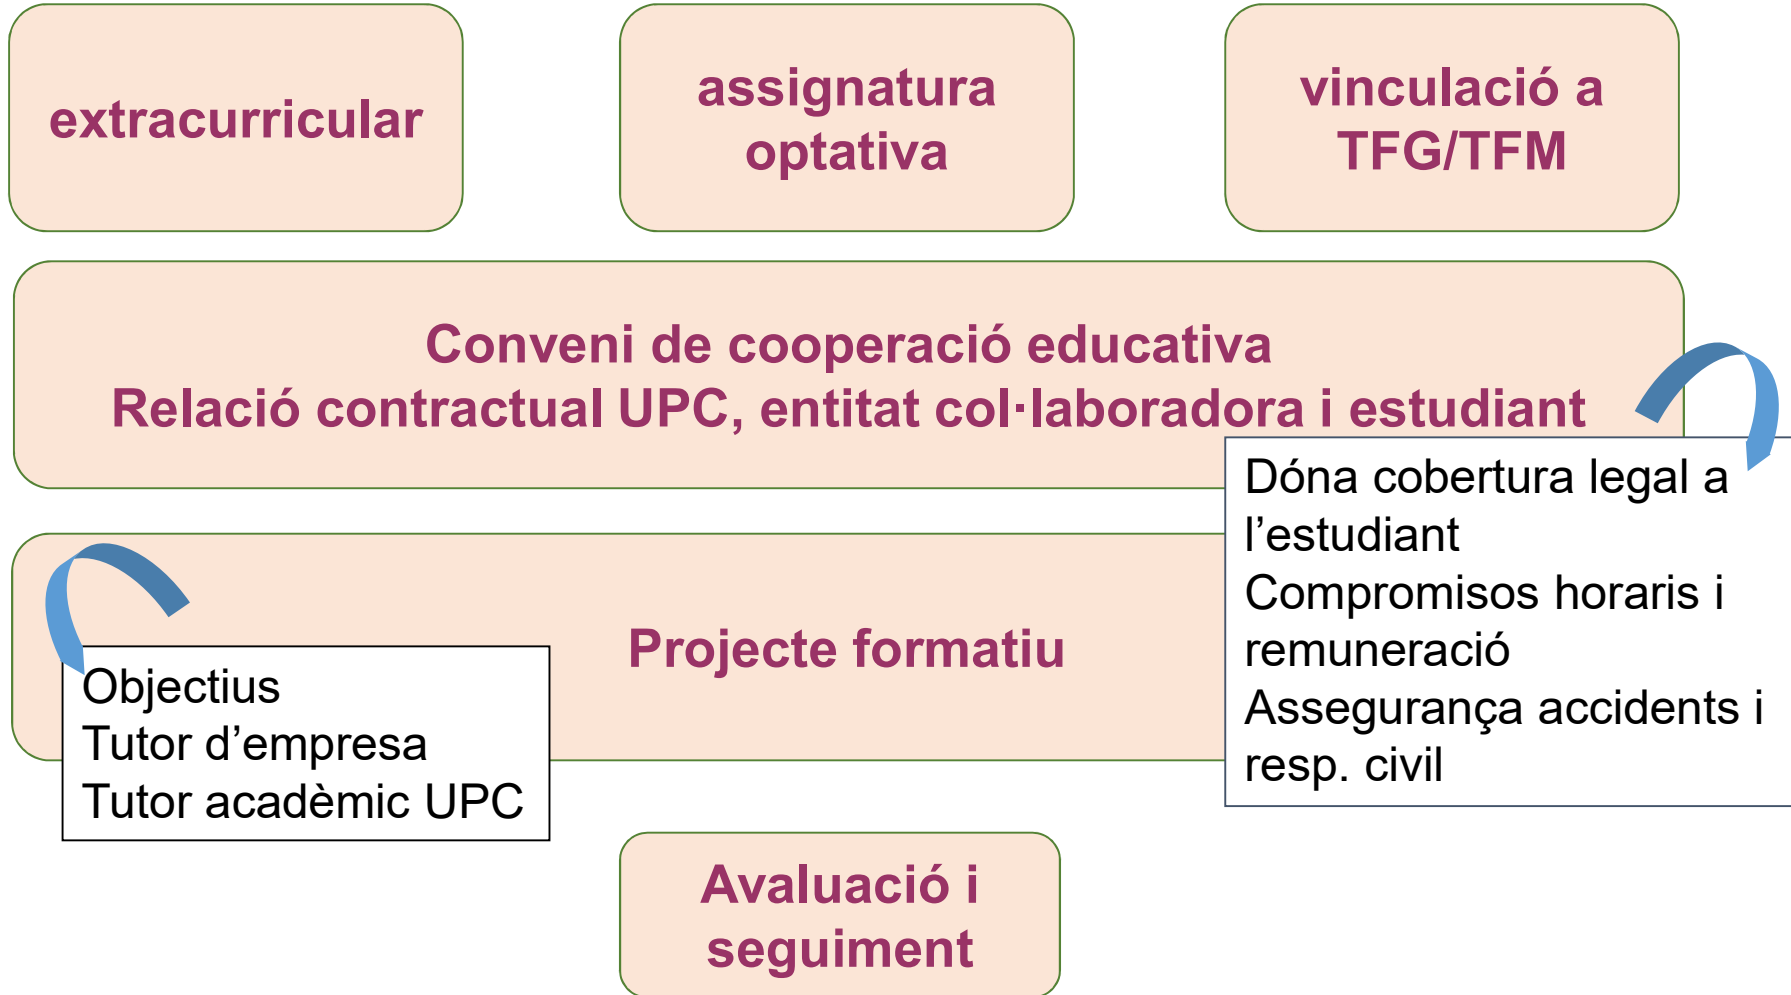 extracurricular
assignatura
optativa
vinculació a
TFG/TFM
Conveni de cooperació educativa
Relació contractual UPC, entitat col·laboradora i estudiant
Dóna cobertura legal a
l’estudiant
Compromisos horaris i
remuneració
Assegurança accidents i
resp. civil
Projecte formatiu
Objectius
Tutor d’empresa
Tutor acadèmic UPC
Avaluació i
seguiment